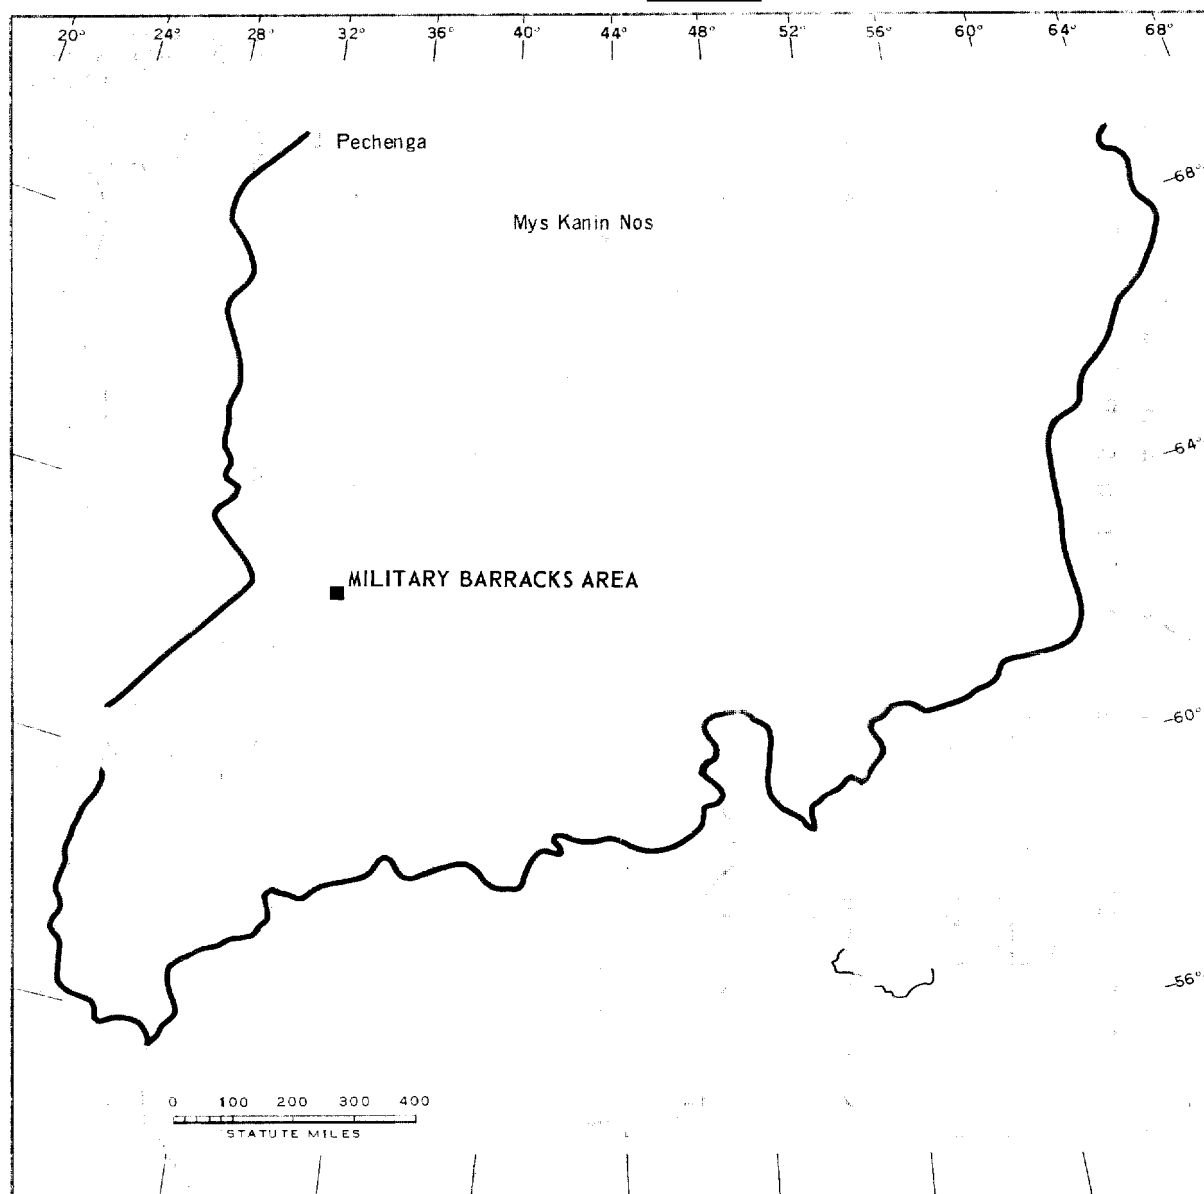 20° 24° 28° 32° 36° 40° 44° 48° 52° 56° 60° 64° 68°
Pechenga
68°
Mys Kanin Nos
64°
MILITARY BARRACKS AREA
60°
56°
0 100 200 300 400
STATUTE MILES